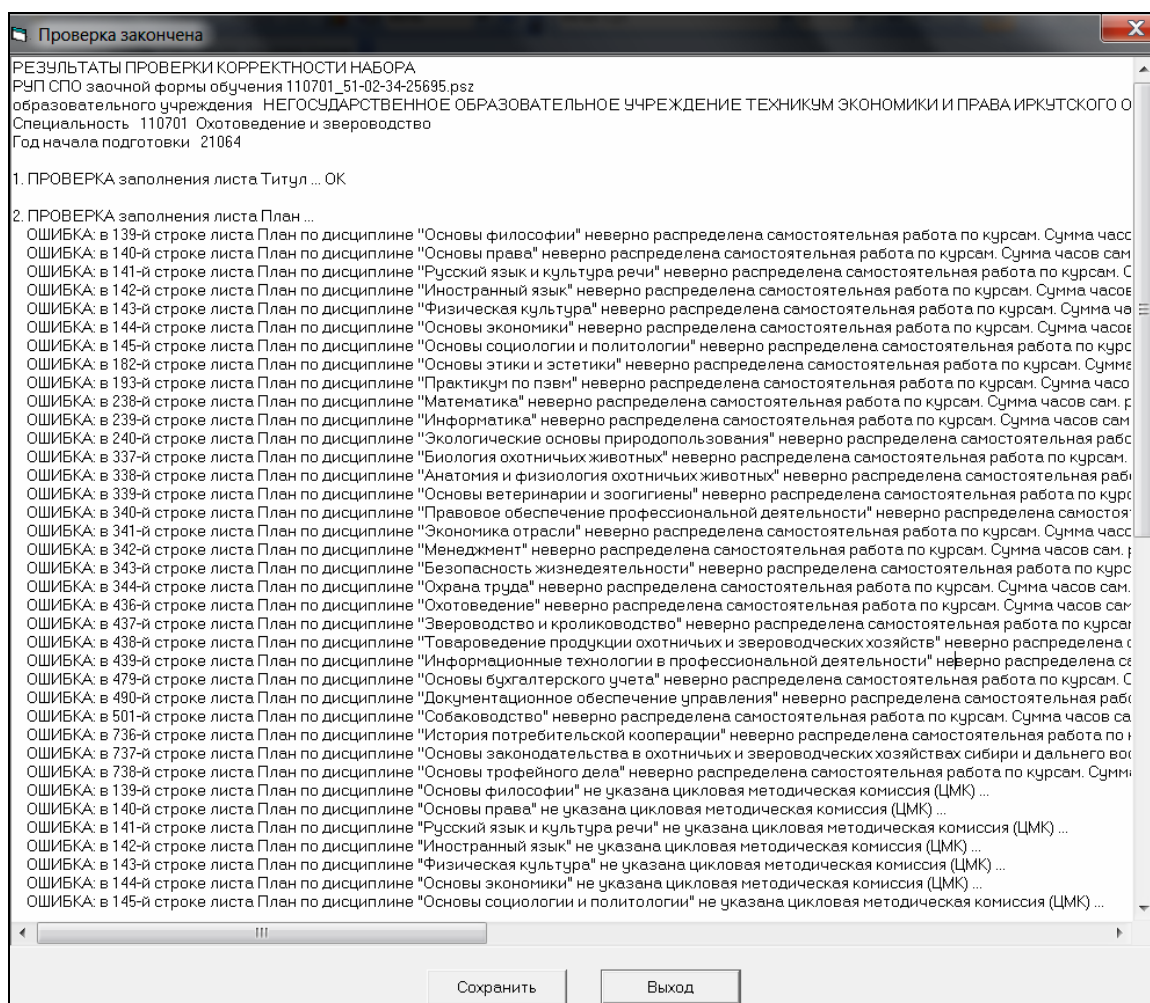 Проверка закончена
РЕЗУЛЬТАТЫ ПРОВЕРКИ КОРРЕКТНОСТИ НАБОРА
РУП СПО заочной формы обучения 110701_51-02-34-25695.psz
образовательного учреждения НЕГОСУДАРСТВЕННОЕ ОБРАЗОВАТЕЛЬНОЕ УЧРЕЖДЕНИЕ ТЕХНИКУМ ЭКОНОМИКИ И ПРАВА ИРКУТСКОГО О
Специальность 110701 Охотоведение и звероводство
Год начала подготовки 21064
1. ПРОВЕРКА заполнения листа Титул ... OK
2. ПРОВЕРКА заполнения листа План ...
ОШИБКА: в 139-й строке листа План по дисциплине "Основы философии" неверно распределена самостоятельная работа по курсам. Сумма часс
ОШИБКА: в 140-й строке листа План по дисциплине "Основы права" неверно распределена самостоятельная работа по курсам. Сумма часов сам
ОШИБКА: в 141-й строке листа План по дисциплине "Русский язык и культура речи" неверно распределена самостоятельная работа по курсам. С
ОШИБКА: в 142-й строке листа План по дисциплине "Иностранный язык" неверно распределена самостоятельная работа по курсам. Сумма часов
ОШИБКА: в 143-й строке листа План по дисциплине "Физическая культура" неверно распределена самостоятельная работа по курсам. Сумма ча
ОШИБКА: в 144-й строке листа План по дисциплине "Основы экономики" неверно распределена самостоятельная работа по курсам. Сумма часов
ОШИБКА: в 145-й строке листа План по дисциплине "Основы социологии и политологии" неверно распределена самостоятельная работа по курс
ОШИБКА: в 182-й строке листа План по дисциплине "Основы этики и эстетики" неверно распределена самостоятельная работа по курсам. Сумма
ОШИБКА: в 193-й строке листа План по дисциплине "Практикум по пэвм" неверно распределена самостоятельная работа по курсам. Сумма часо
ОШИБКА: в 238-й строке листа План по дисциплине "Математика" неверно распределена самостоятельная работа по курсам. Сумма часов сам. р
ОШИБКА: в 239-й строке листа План по дисциплине "Информатика" неверно распределена самостоятельная работа по курсам. Сумма часов сам
ОШИБКА: в 240-й строке листа План по дисциплине "Экологические основы природопользования" неверно распределена самостоятельная рабс
ОШИБКА: в 337-й строке листа План по дисциплине "Биология охотничьих животных" неверно распределена самостоятельная работа по курсам.
ОШИБКА: в 338-й строке листа План по дисциплине "Анатомия и физиология охотничьих животных" неверно распределена самостоятельная раб
ОШИБКА: в 339-й строке листа План по дисциплине "Основы ветеринарии и зоогигиены" неверно распределена самостоятельная работа по курс
ОШИБКА: в 340-й строке листа План по дисциплине "Правовое обеспечение профессиональной деятельности" неверно распределена самостоя
ОШИБКА: в 341-й строке листа План по дисциплине "Экономика отрасли" неверно распределена самостоятельная работа по курсам. Сумма часс
ОШИБКА: в 342-й строке листа План по дисциплине "Менеджмент" неверно распределена самостоятельная работа по курсам. Сумма часов сам. р
ОШИБКА: в 343-й строке листа План по дисциплине "Безопасность жизнедеятельности" неверно распределена самостоятельная работа по курс
ОШИБКА: в 344-й строке листа План по дисциплине "Охрана труда" неверно распределена самостоятельная работа по курсам. Сумма часов сам.
ОШИБКА: в 436-й строке листа План по дисциплине "Охотоведение" неверно распределена самостоятельная работа по курсам. Сумма часов сам
ОШИБКА: в 437-й строке листа План по дисциплине "Звероводство и кролиководство" неверно распределена самостоятельная работа по курсам
ОШИБКА: в 438-й строке листа План по дисциплине "Товароведение продукции охотничьих и звероводческих хозяйств" неверно распределена с
ОШИБКА: в 439-й строке листа План по дисциплине "Информационные технологии в профессиональной деятельности" неверно распределена са
ОШИБКА: в 479-й строке листа План по дисциплине "Основы бухгалтерского учета" неверно распределена самостоятельная работа по курсам. С
ОШИБКА: в 490-й строке листа План по дисциплине "Документационное обеспечение управления" неверно распределена самостоятельная рабс
ОШИБКА: в 501-й строке листа План по дисциплине "Собаководство" неверно распределена самостоятельная работа по курсам. Сумма часов са
ОШИБКА: в 736-й строке листа План по дисциплине "История потребительской кооперации" неверно распределена самостоятельная работа по к
ОШИБКА: в 737-й строке листа План по дисциплине "Основы законодательства в охотничьих и звероводческих хозяйствах сибири и дальнего вос
ОШИБКА: в 738-й строке листа План по дисциплине "Основы трофейного дела" неверно распределена самостоятельная работа по курсам. Сумм
ОШИБКА: в 139-й строке листа План по дисциплине "Основы философии" не указана цикловая методическая комиссия (ЦМК) ...
ОШИБКА: в 140-й строке листа План по дисциплине "Основы права" не указана цикловая методическая комиссия (ЦМК) ...
ОШИБКА: в 141-й строке листа План по дисциплине "Русский язык и культура речи" не указана цикловая методическая комиссия (ЦМК) ...
ОШИБКА: в 142-й строке листа План по дисциплине "Иностранный язык" не указана цикловая методическая комиссия (ЦМК) ...
ОШИБКА: в 143-й строке листа План по дисциплине "Физическая культура" не указана цикловая методическая комиссия (ЦМК) ...
ОШИБКА: в 144-й строке листа План по дисциплине "Основы экономики" не указана цикловая методическая комиссия (ЦМК) ...
ОШИБКА: в 145-й строке листа План по дисциплине "Основы социологии и политологии" не указана цикловая методическая комиссия (ЦМК) ...
Сохранить
Выход